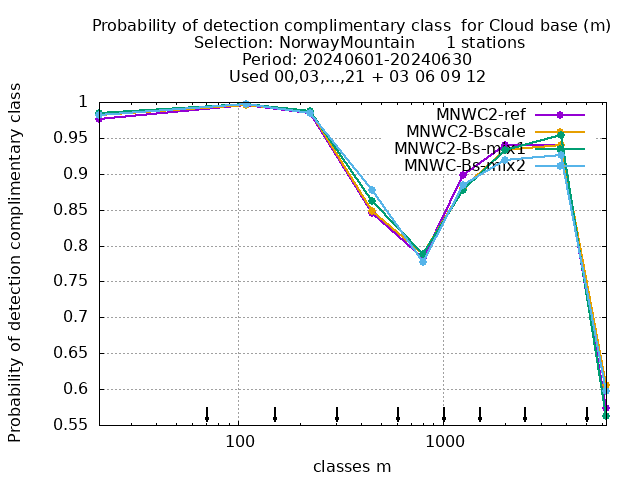 Probability of detection complimentary class  for Cloud base (m)
Selection: NorwayMountain      1 stations
Period: 20240601-20240630
Used 00,03,...,21 + 03 06 09 12
Probability of detection complimentary class
1
0.95
0.9
0.85
0.8
0.75
0.7
0.65
0.6
0.55
MNWC2-ref
MNWC2-Bscale
MNWC2-Bs-mix1
MNWC-Bs-mix2
100
1000
classes m